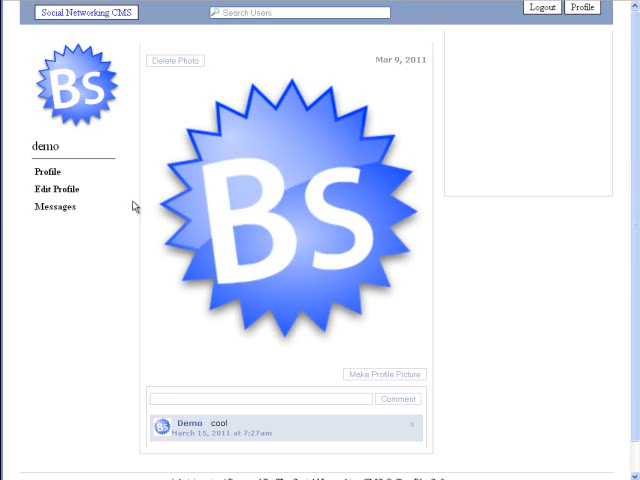 Social Networking CMS
Search Users
Logout
Profile
Bs
demo
Profile
Edit Profile
Messages
Delete Photo
Mar 9, 2011
Bs
Make Profile Picture
Comment
Bs
Demo cool
x
March 15, 2011 at 7:27am